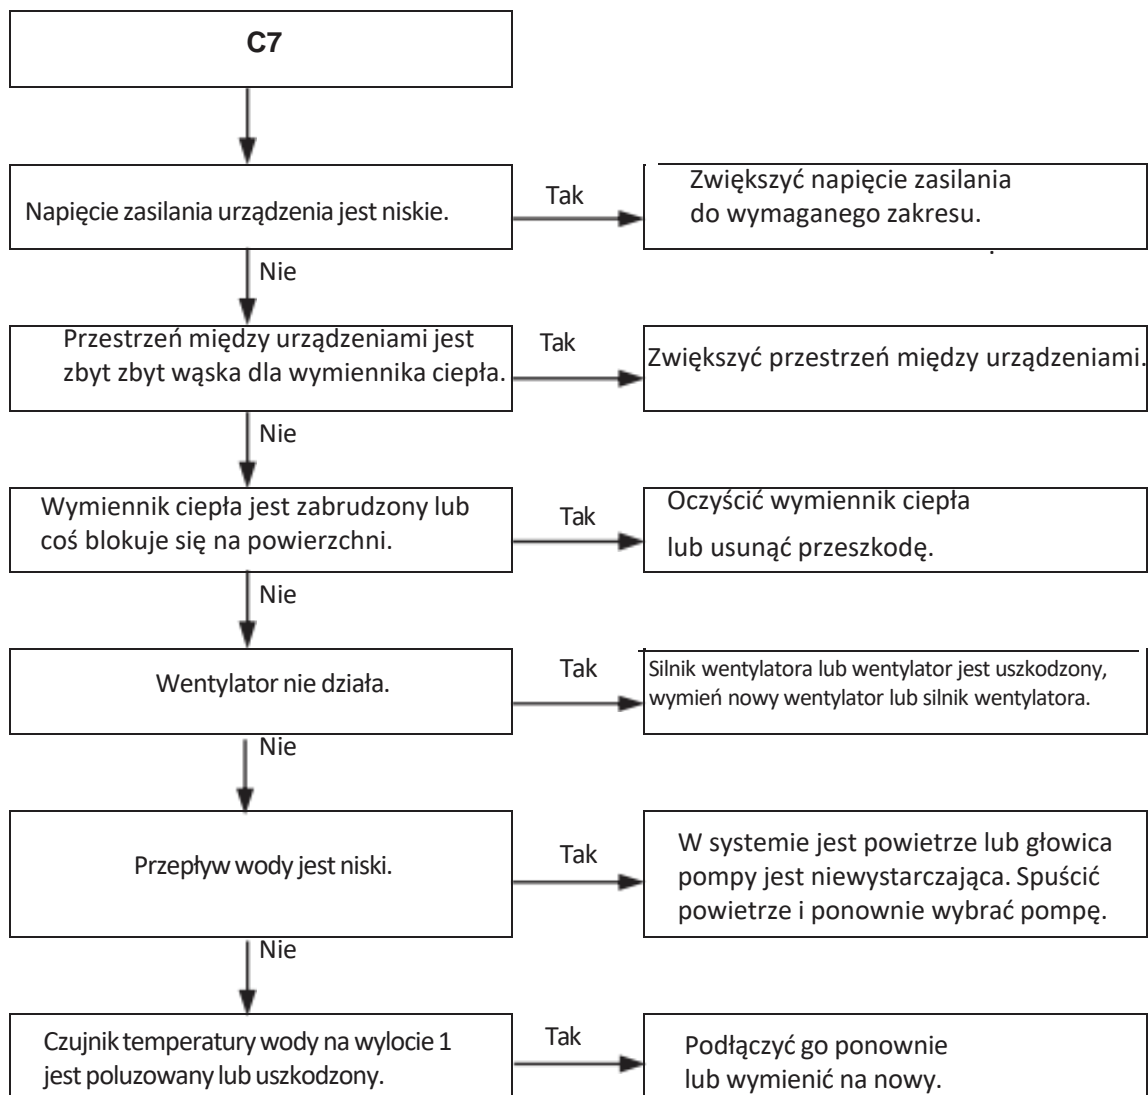 C7
Napięcie zasilania urządzenia jest niskie.
Tak
Zwiększyć napięcie zasilania
do wymaganego zakresu.
Nie
Przestrzeń między urządzeniami jest
zbyt zbyt wąska dla wymiennika ciepła.
Tak
Zwiększyć przestrzeń między urządzeniami.
Nie
Wymiennik ciepła jest zabrudzony lub
coś blokuje się na powierzchni.
Tak
Oczyścić wymiennik ciepła
lub usunąć przeszkodę.
Nie
Wentylator nie działa.
Tak
Silnik wentylatora lub wentylator jest uszkodzony,
wymień nowy wentylator lub silnik wentylatora.
Nie
Przepływ wody jest niski.
Tak
W systemie jest powietrze lub głowica
pompy jest niewystarczająca. Spuścić
powietrze i ponownie wybrać pompę.
Nie
Czujnik temperatury wody na wylocie 1
jest poluzowany lub uszkodzony.
Tak
Podłączyć go ponownie
lub wymienić na nowy.